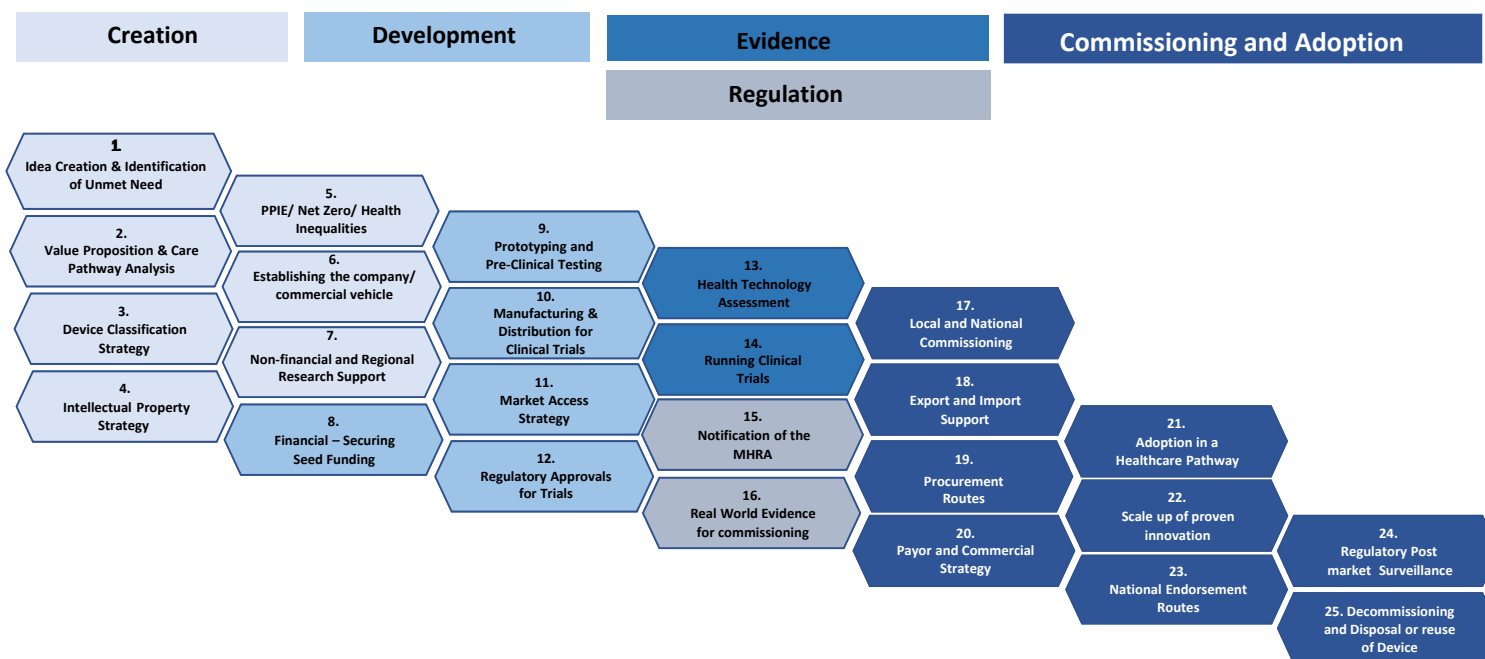 Creation
Development
Evidence
Commissioning and Adoption
Regulation
1.
Idea Creation & Identification
of Unmet Need
2.
Value Proposition & Care
Pathway Analysis
3.
Device Classification
Strategy
4.
Intellectual Property
Strategy
5.
PPIE/ Net Zero/ Health
Inequalities
6.
Establishing the company/
commercial vehicle
7.
Non-financial and Regional
Research Support
8.
Financial – Securing
Seed Funding
9.
Prototyping and
Pre-Clinical Testing
10.
Manufacturing &
Distribution for
Clinical Trials
11.
Market Access
Strategy
12.
Regulatory Approvals
for Trials
13.
Health Technology
Assessment
14.
Running Clinical
Trials
15.
Notification of the
MHRA
16.
Real World Evidence
for commissioning
17.
Local and National
Commissioning
18.
Export and Import
Support
19.
Procurement
Routes
20.
Payor and Commercial
Strategy
21.
Adoption in a
Healthcare Pathway
22.
Scale up of proven
innovation
23.
National Endorsement
Routes
24.
Regulatory Post
market Surveillance
25. Decommissioning
and Disposal or reuse
of Device